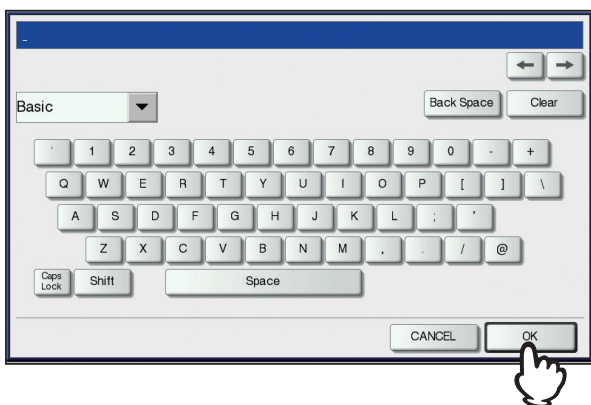 _
Basic
Back Space Clear
' 1 2 3 4 5 6 7 8 9 0 - +
Q W E R T Y U I O P [ ] \
A S D F G H J K L ; '
Z X C V B N M , . / @
Caps Lock Shift Space
CANCEL OK